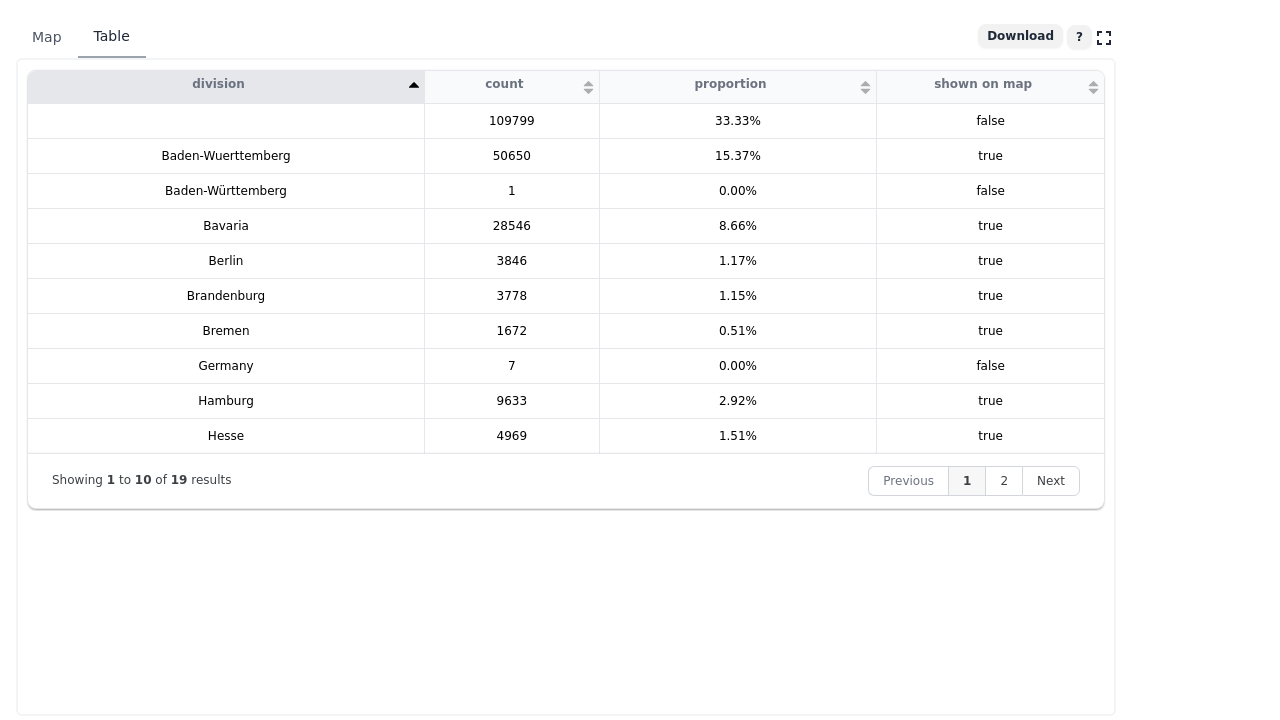 Map Table Download ?
division count proportion shown on map
109799 33.33% false
Baden-Wuerttemberg 50650 15.37% true
Baden-Württemberg 1 0.00% false
Bavaria 28546 8.66% true
Berlin 3846 1.17% true
Brandenburg 3778 1.15% true
Bremen 1672 0.51% true
Germany 7 0.00% false
Hamburg 9633 2.92% true
Hesse 4969 1.51% true
Showing 1 to 10 of 19 results Previous 1 2 Next